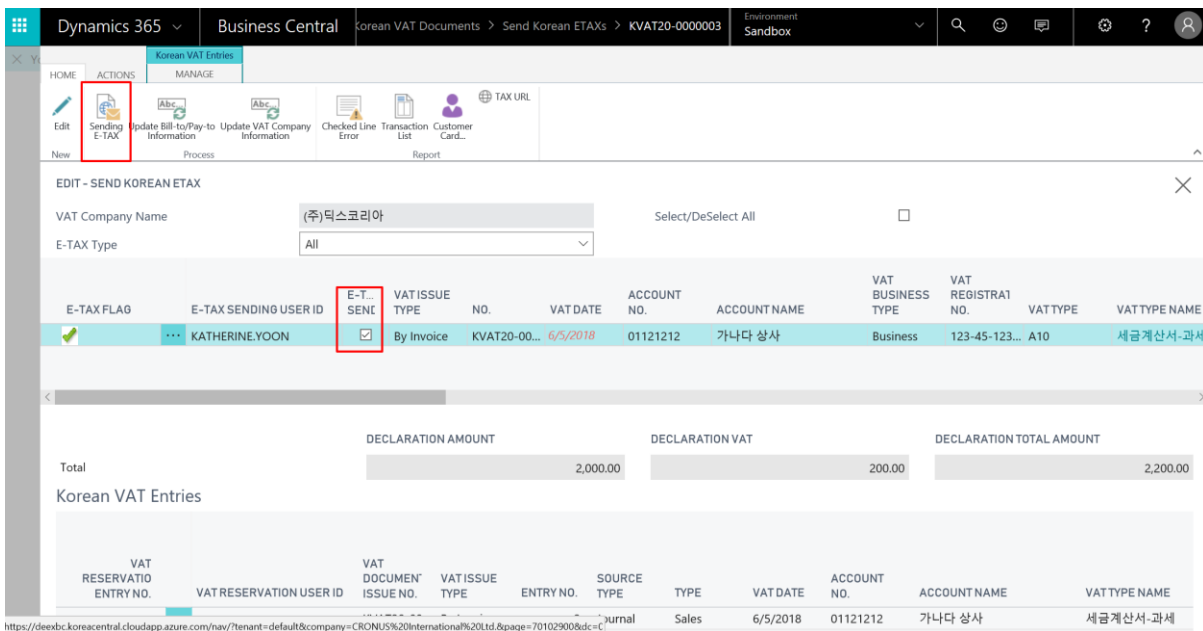 Dynamics 365
Business Central
Korean VAT Documents > Send Korean ETAXs > KVAT20-0000003
Environment
Sandbox
Korean VAT Entries
HOME ACTIONS MANAGE
Edit
Sending E-TAX
Update Bill-to/Pay-to Information
Update VAT Company Information
Checked Line Error
Transaction List
Customer Card...
TAX URL
New Process Report
EDIT - SEND KOREAN ETAX
VAT Company Name (주)딕스코리아 Select/DeSelect All
E-TAX Type All
E-TAX FLAG E-TAX SENDING USER ID E-T... SEND VAT ISSUE TYPE NO. VAT DATE ACCOUNT NO. ACCOUNT NAME VAT BUSINESS TYPE VAT REGISTRAT NO. VAT TYPE VAT TYPE NAME
... KATHERINE.YOON By Invoice KVAT20-00... 6/5/2018 01121212 가나다 상사 Business 123-45-123... A10 세금계산서-과세
DECLARATION AMOUNT DECLARATION VAT DECLARATION TOTAL AMOUNT
Total 2,000.00 200.00 2,200.00
Korean VAT Entries
VAT RESERVATIO ENTRY NO. VAT RESERVATION USER ID VAT DOCUMENT ISSUE NO. VAT ISSUE TYPE ENTRY NO. SOURCE TYPE TYPE VAT DATE ACCOUNT NO. ACCOUNT NAME VAT TYPE NAME
Sales 6/5/2018 01121212 가나다 상사 세금계산서-과세
https://deexbc.koreacentral.cloudapp.azure.com/nav/?tenant=default&company=CRONUS%20International%20Ltd.&page=70102900&dc=0